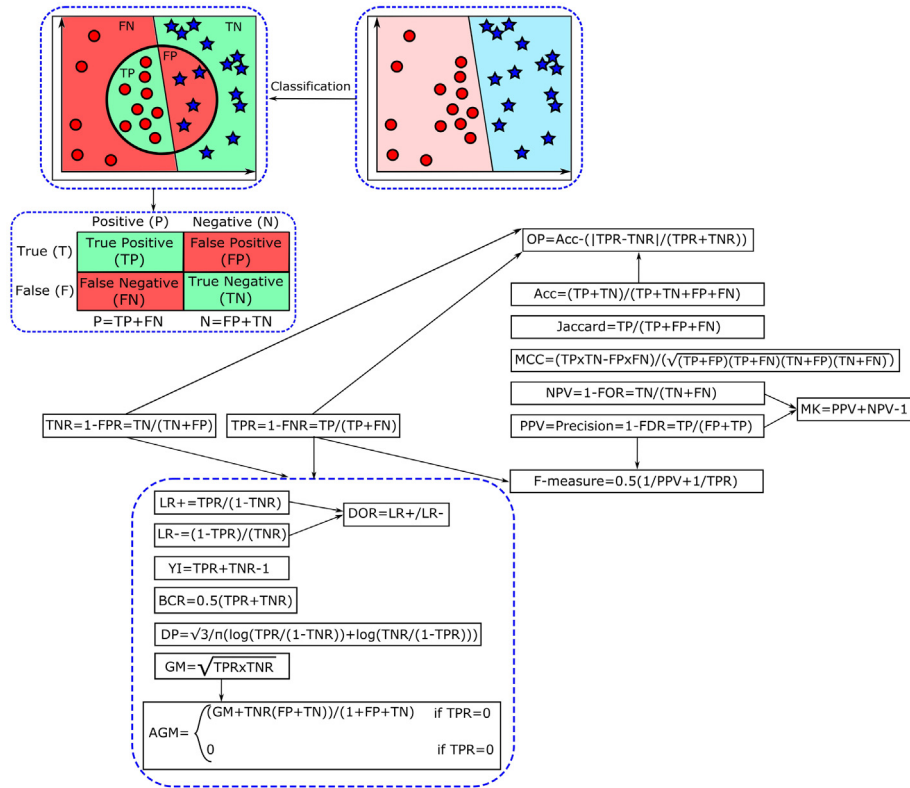 FN
TN
FP
TP
Classification
Positive (P)
Negative (N)
True (T)
True Positive
(TP)
False Positive
(FP)
False (F)
False Negative
(FN)
True Negative
(TN)
P=TP+FN
N=FP+TN
OP=Acc-(|TPR-TNR|/(TPR+TNR))
Acc=(TP+TN)/(TP+TN+FP+FN)
Jaccard=TP/(TP+FP+FN)
MCC=(TPxTN-FPxFN)/(√(TP+FP)(TP+FN)(TN+FP)(TN+FN))
NPV=1-FOR=TN/(TN+FN)
MK=PPV+NPV-1
TNR=1-FPR=TN/(TN+FP)
TPR=1-FNR=TP/(TP+FN)
PPV=Precision=1-FDR=TP/(FP+TP)
F-measure=0.5(1/PPV+1/TPR)
LR+=TPR/(1-TNR)
DOR=LR+/LR-
LR-=(1-TPR)/(TNR)
YI=TPR+TNR-1
BCR=0.5(TPR+TNR)
DP=√3/π(log(TPR/(1-TNR))+log(TNR/(1-TPR)))
GM=√TPRxTNR
(GM+TNR(FP+TN))/(1+FP+TN) if TPR=0
AGM=
0 if TPR=0